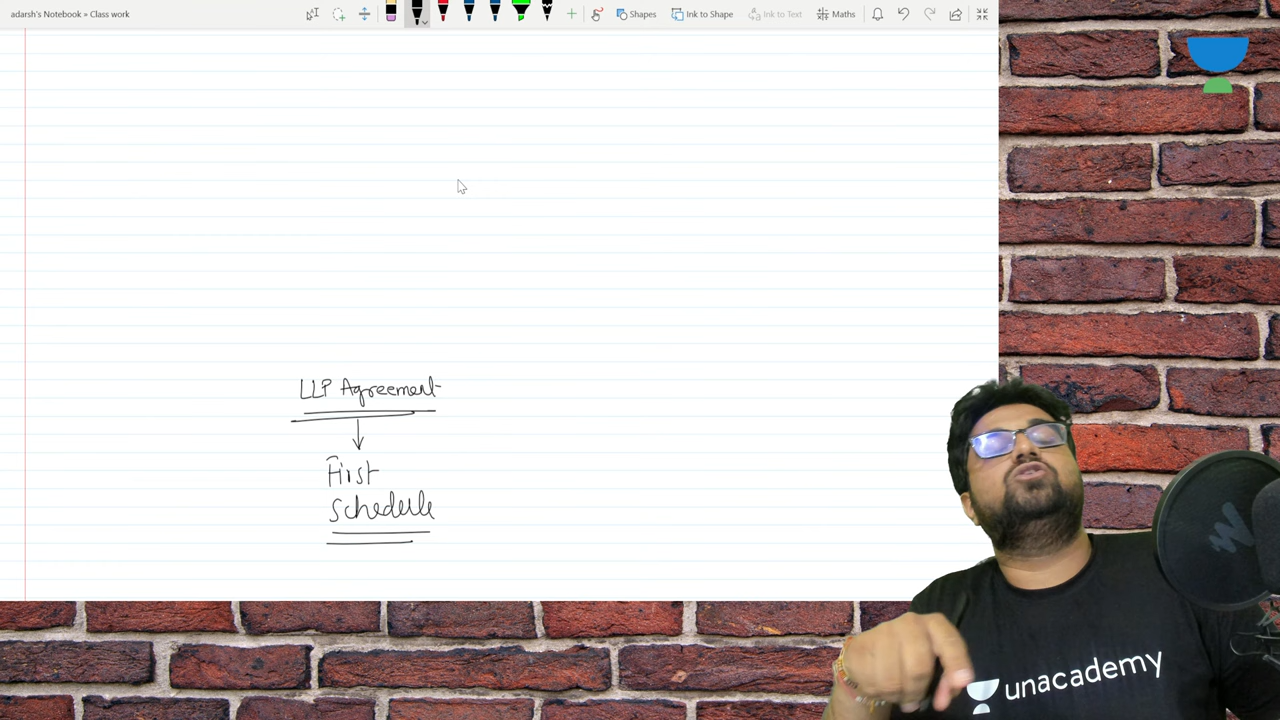 adarsh's Notebook » Class work
Shapes
Ink to Shape
Ink to Text
Maths
LLP Agreement
First
Schedule
unacademy